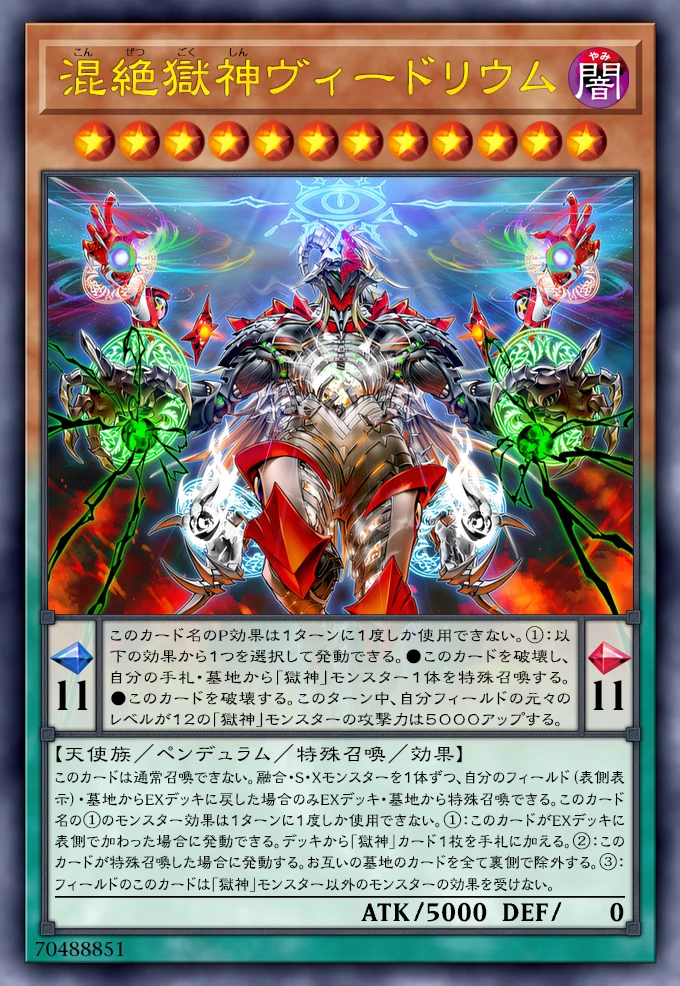 こん ぜつ ごく しん
混絶獄神ヴィードリウム
やみ
闇
このカード名のP効果は1ターンに1度しか使用できない。①:以
下の効果から1つを選択して発動できる。●このカードを破壊し、
自分の手札・墓地から「獄神」モンスター1体を特殊召喚する。
●このカードを破壊する。このターン中、自分フィールドの元々の
レベルが12の「獄神」モンスターの攻撃力は5000アップする。
11
11
【天使族/ペンデュラム/特殊召喚/効果】
このカードは通常召喚できない。融合・S・Xモンスターを1体ずつ、自分のフィールド(表側表
示)・墓地からEXデッキに戻した場合のみEXデッキ・墓地から特殊召喚できる。このカード
名の①のモンスター効果は1ターンに1度しか使用できない。①:このカードがEXデッキに
表側で加わった場合に発動できる。デッキから「獄神」カード1枚を手札に加える。②:この
カードが特殊召喚した場合に発動する。お互いの墓地のカードを全て裏側で除外する。③:
フィールドのこのカードは「獄神」モンスター以外のモンスターの効果を受けない。
ATK/5000 DEF/ 0
70488851